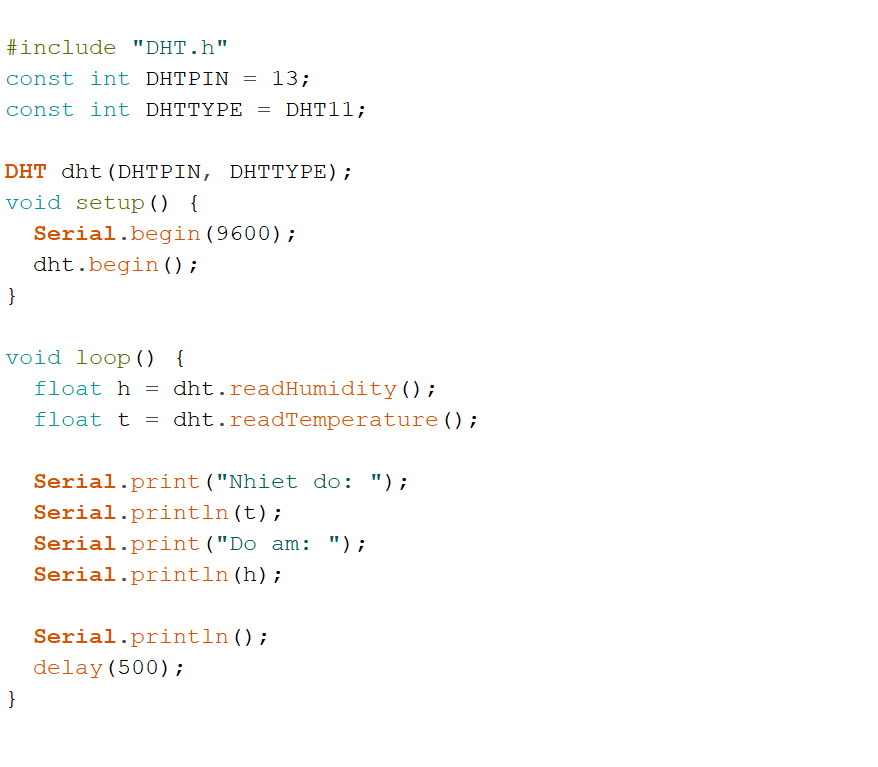 #include "DHT.h"
const int DHTPIN = 13;
const int DHTTYPE = DHT11;
DHT dht(DHTPIN, DHTTYPE);
void setup() {
  Serial.begin(9600);
  dht.begin();
}
void loop() {
  float h = dht.readHumidity();
  float t = dht.readTemperature();
  Serial.print("Nhiet do: ");
  Serial.println(t);
  Serial.print("Do am: ");
  Serial.println(h);
  Serial.println();
  delay(500);
}